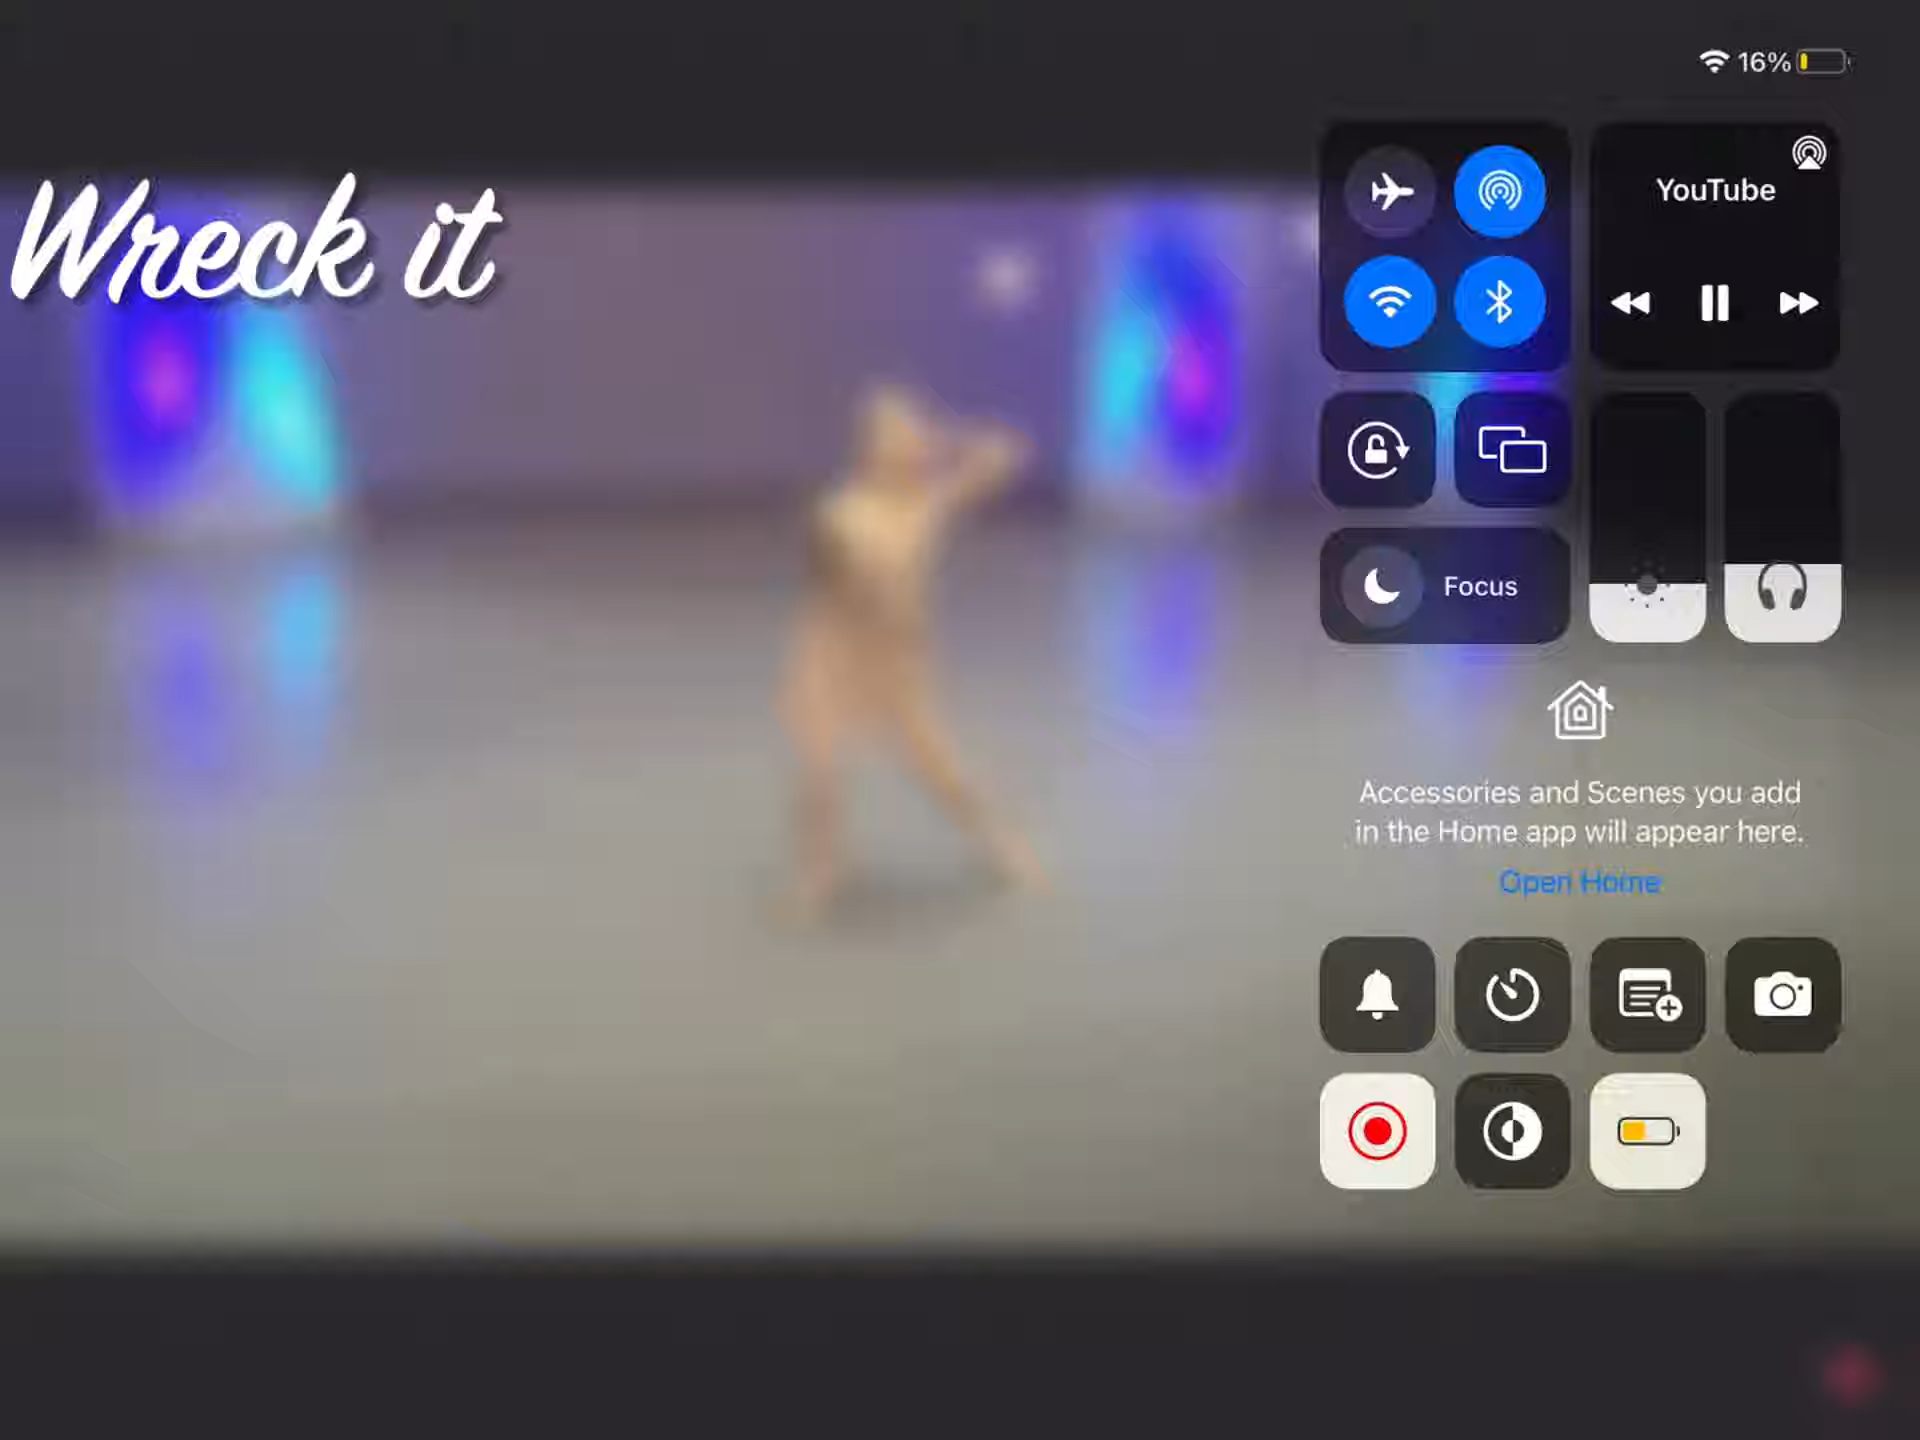 16%
Wreck it
YouTube
Focus
Accessories and Scenes you add
in the Home app will appear here.
Open Home